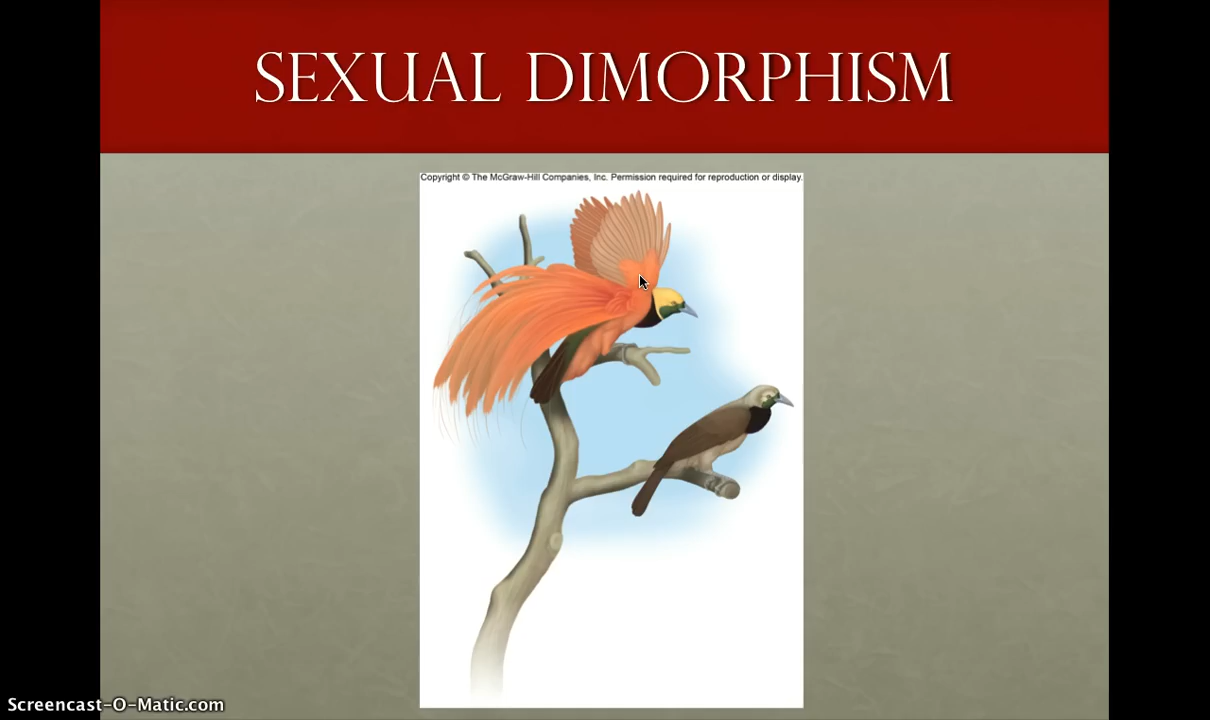 SEXUAL DIMORPHISM
Copyright © The McGraw-Hill Companies, Inc. Permission required for reproduction or display.
Screencast-O-Matic.com